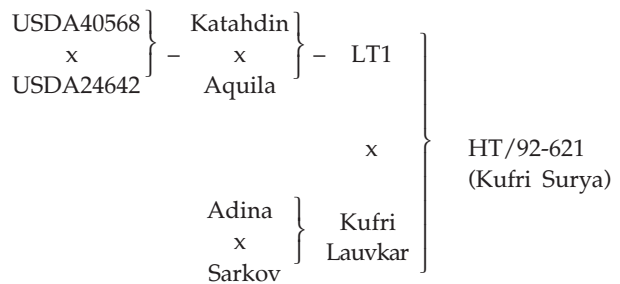 USDA40568 Katahdin
x – x – LT1
USDA24642 Aquila
x HT/92-621
(Kufri Surya)
Adina Kufri
x Lauvkar
Sarkov